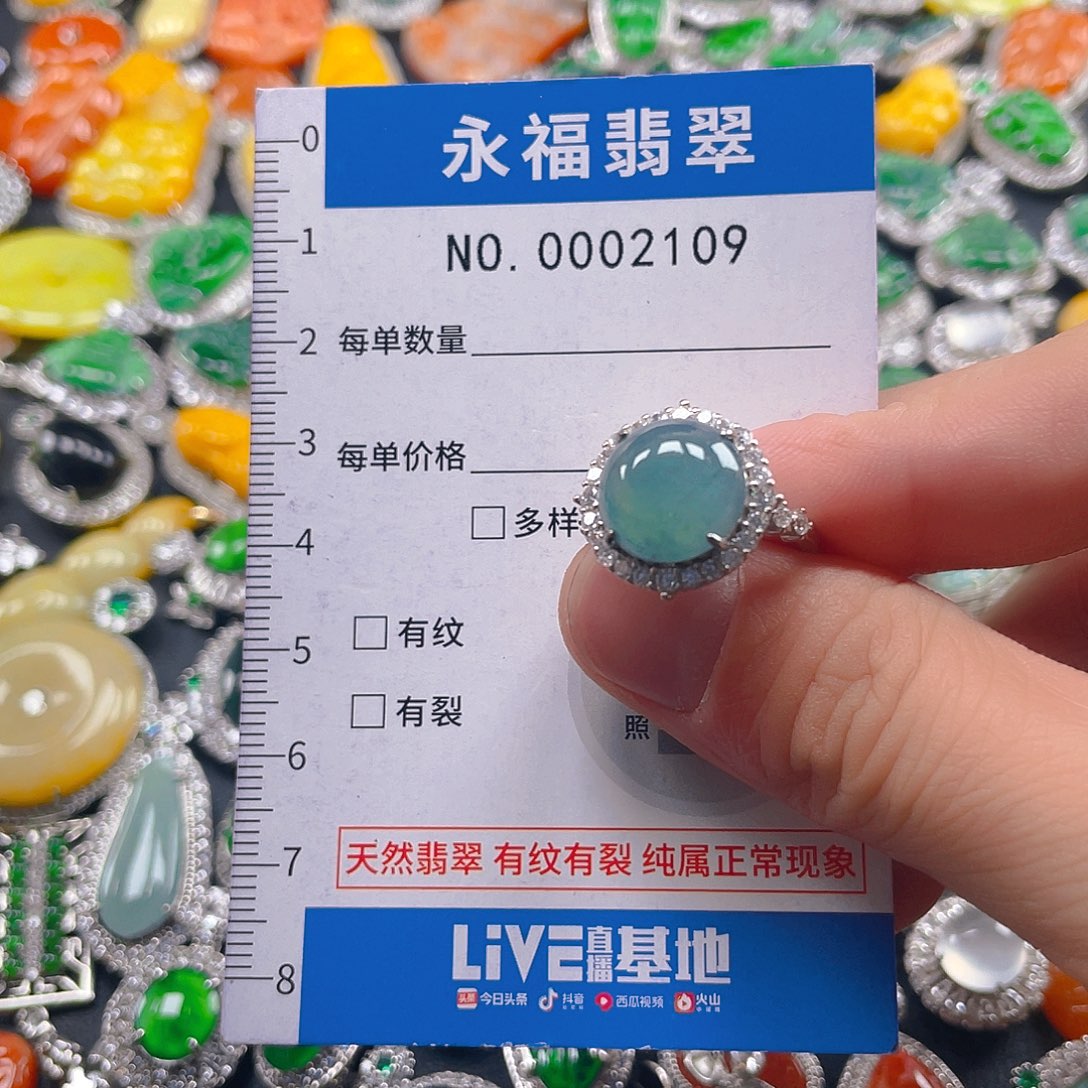 永福翡翠
NO. 0002109
0
1
2
3
4
5
6
7
8
每单数量
每单价格
多样
有纹
有裂
照
天然翡翠 有纹有裂 纯属正常现象
LiVE直播基地
头条 今日头条 抖音 西瓜视频 火山